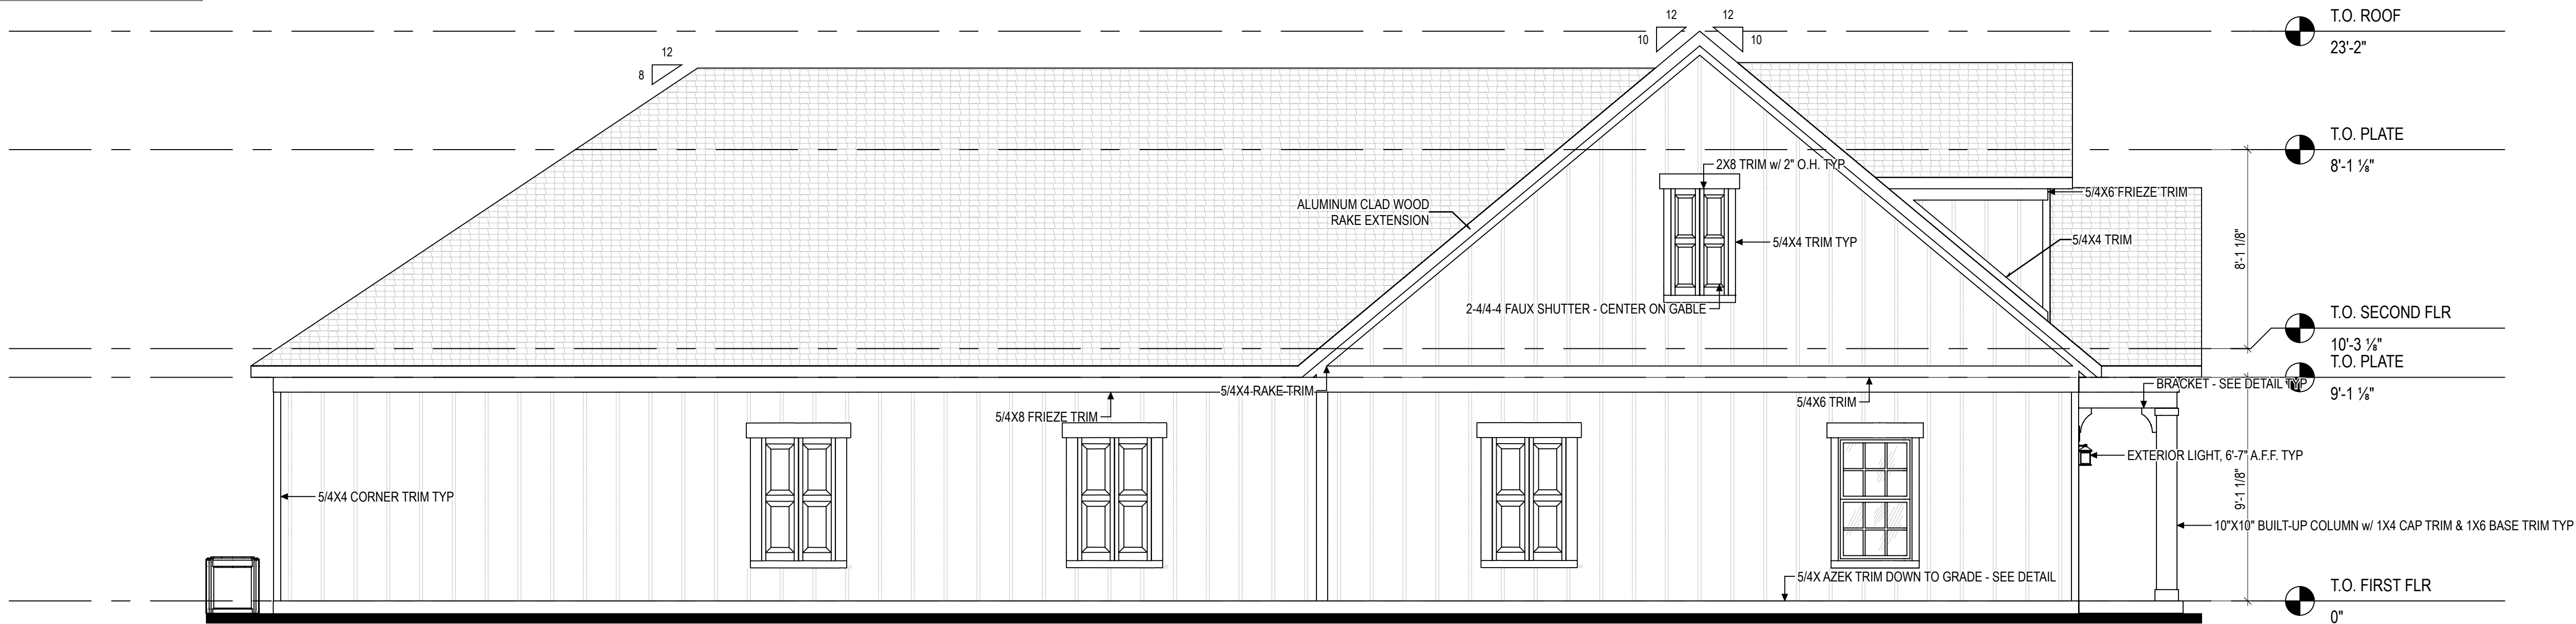 12
12
T.O. ROOF
10
10
23'-2"
12
8
T.O. PLATE
8'-1 ⅛"
2X8 TRIM w/ 2" O.H. TYP
5/4X6 FRIEZE TRIM
ALUMINUM CLAD WOOD
RAKE EXTENSION
5/4X4 TRIM TYP
5/4X4 TRIM
8'-1 1/8"
2-4/4-4 FAUX SHUTTER - CENTER ON GABLE
T.O. SECOND FLR
10'-3 ⅛"
T.O. PLATE
9'-1 ⅛"
5/4X4 RAKE TRIM
BRACKET - SEE DETAIL TYP
5/4X8 FRIEZE TRIM
5/4X6 TRIM
EXTERIOR LIGHT, 6'-7" A.F.F. TYP
5/4X4 CORNER TRIM TYP
9'-1 1/8"
10"X10" BUILT-UP COLUMN w/ 1X4 CAP TRIM & 1X6 BASE TRIM TYP
5/4X AZEK TRIM DOWN TO GRADE - SEE DETAIL
T.O. FIRST FLR
0"